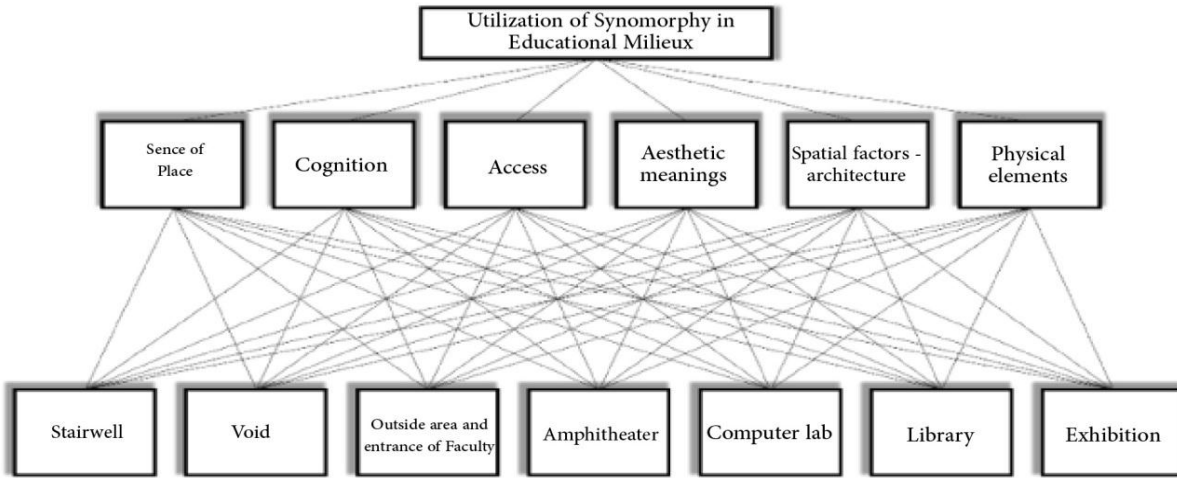 Utilization of Synomorphy in
Educational Milieux
Sence of
Place
Cognition
Access
Aesthetic
meanings
Spatial factors -
architecture
Physical
elements
Stairwell
Void
Outside area and
entrance of Faculty
Amphitheater
Computer lab
Library
Exhibition